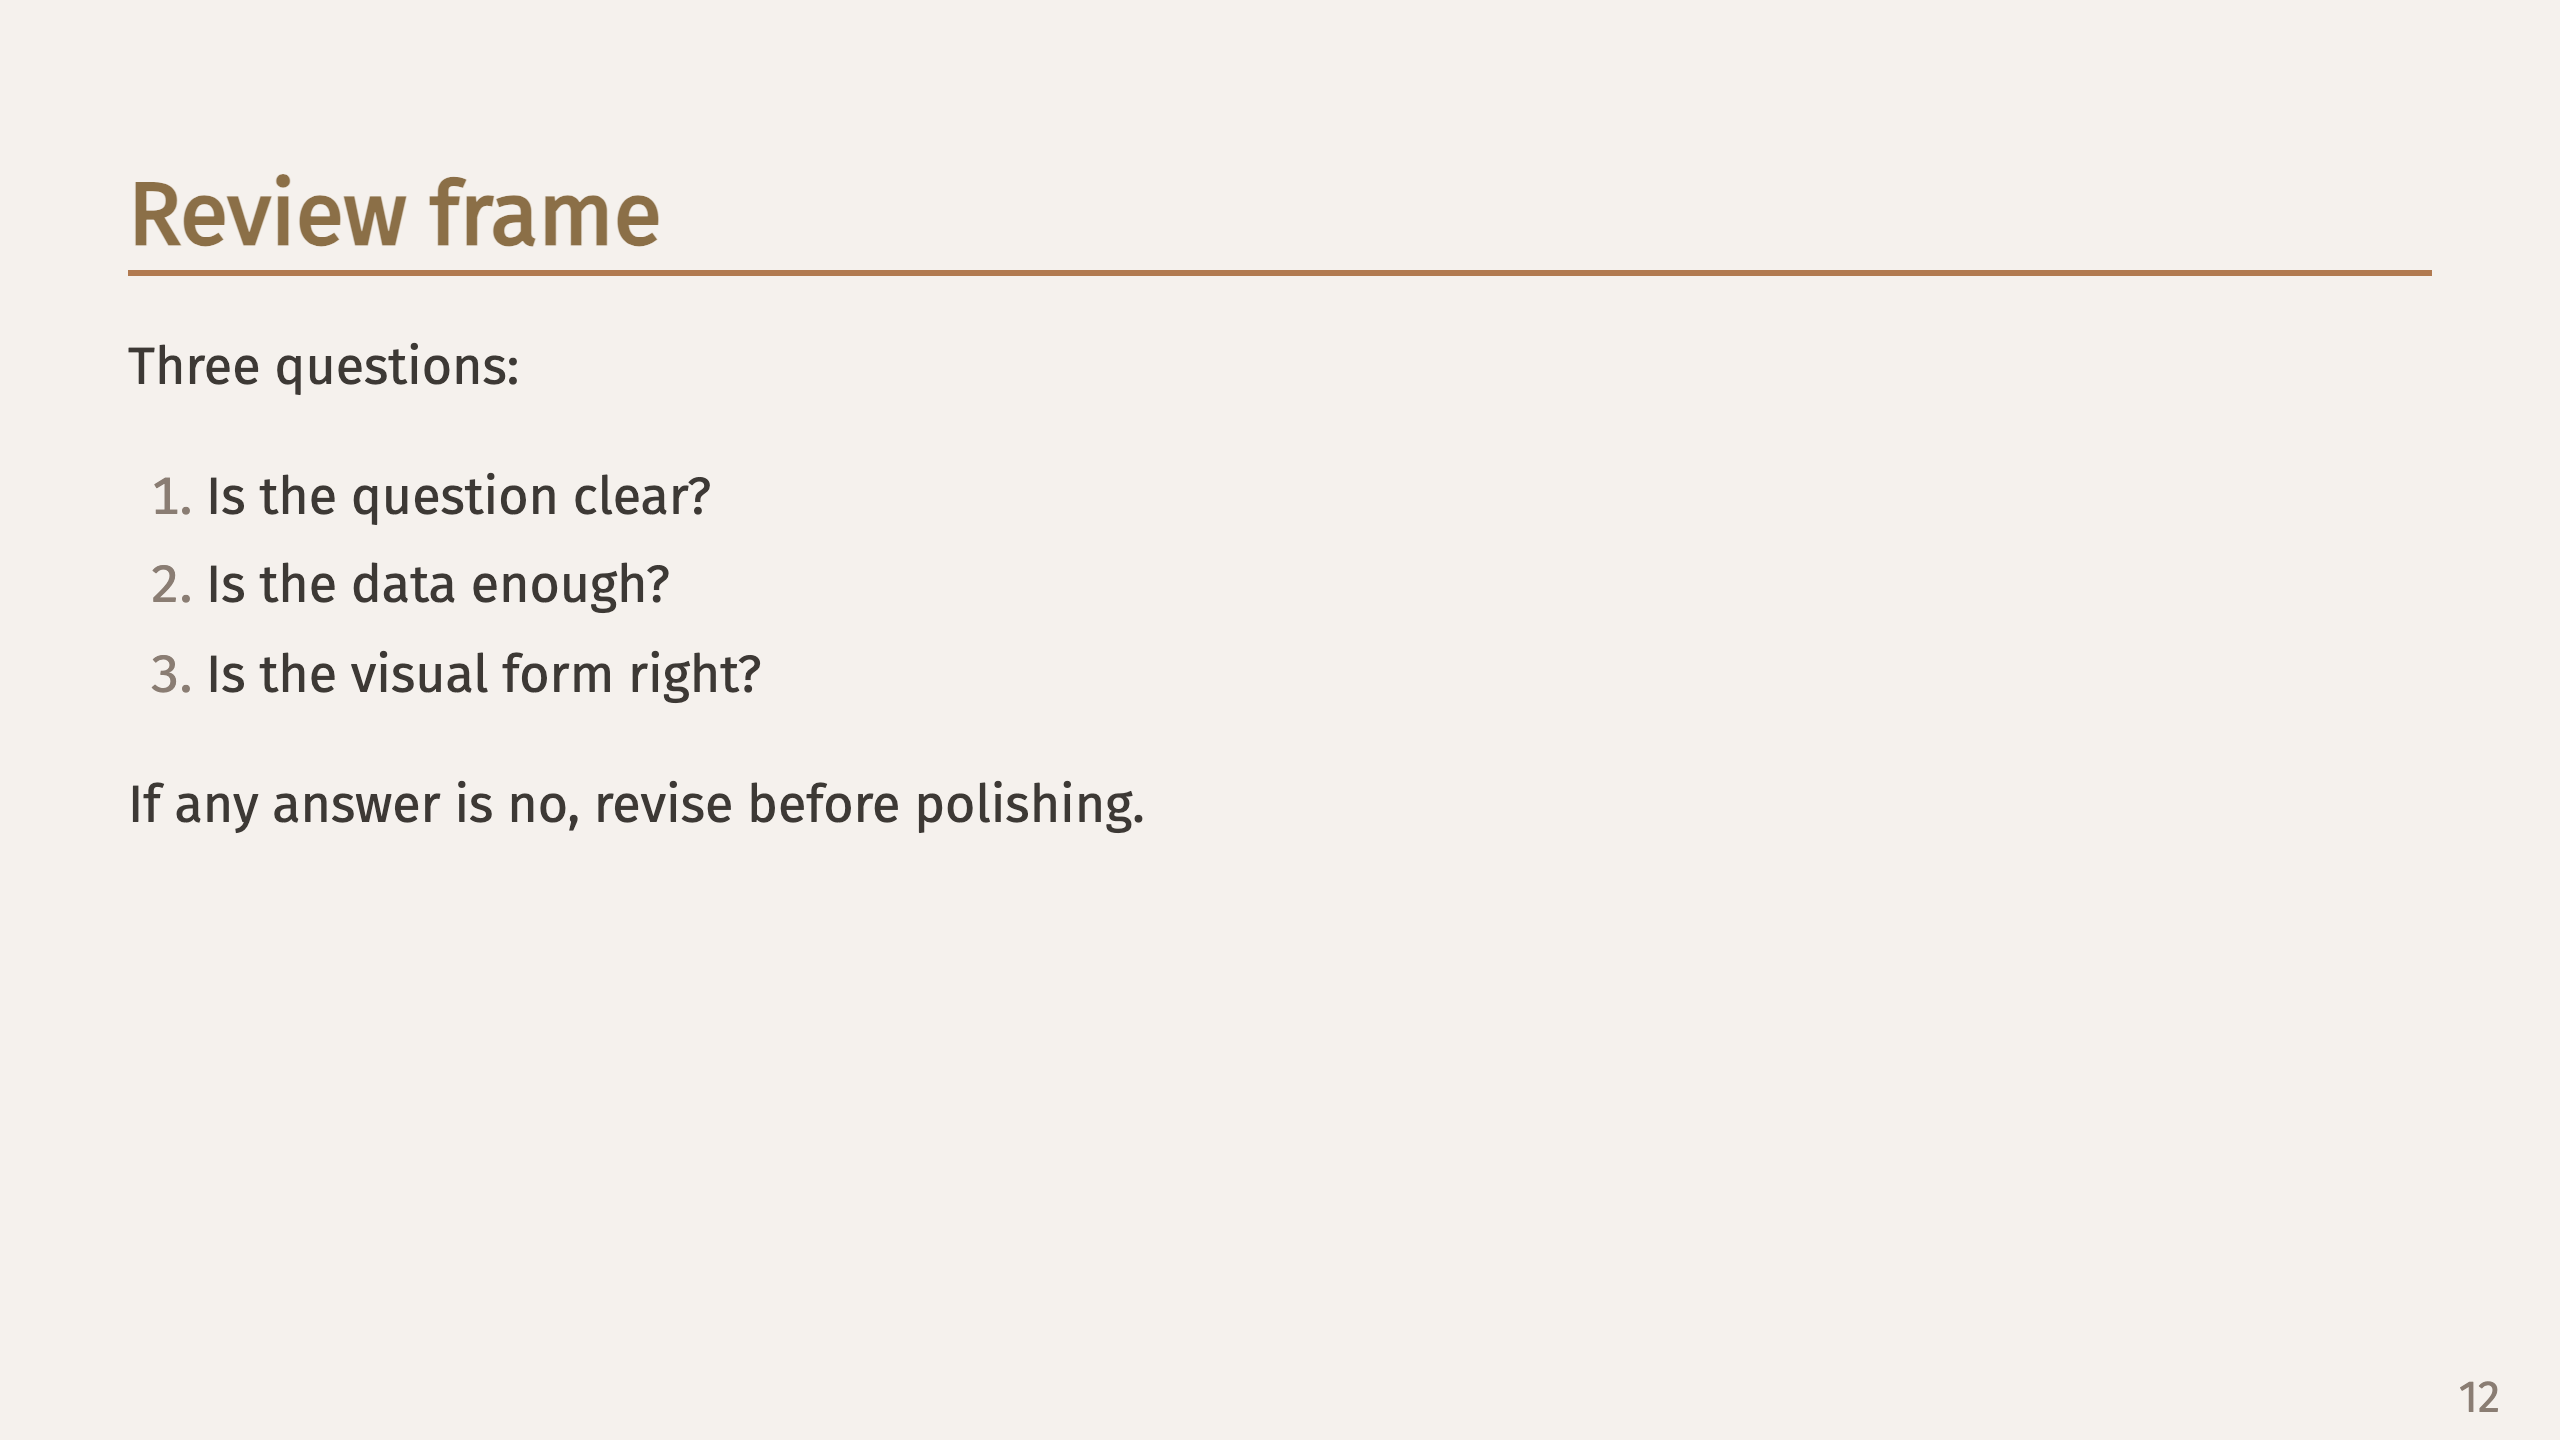 Review frame
Three questions:
1. Is the question clear?
2. Is the data enough?
3. Is the visual form right?
If any answer is no, revise before polishing.
12